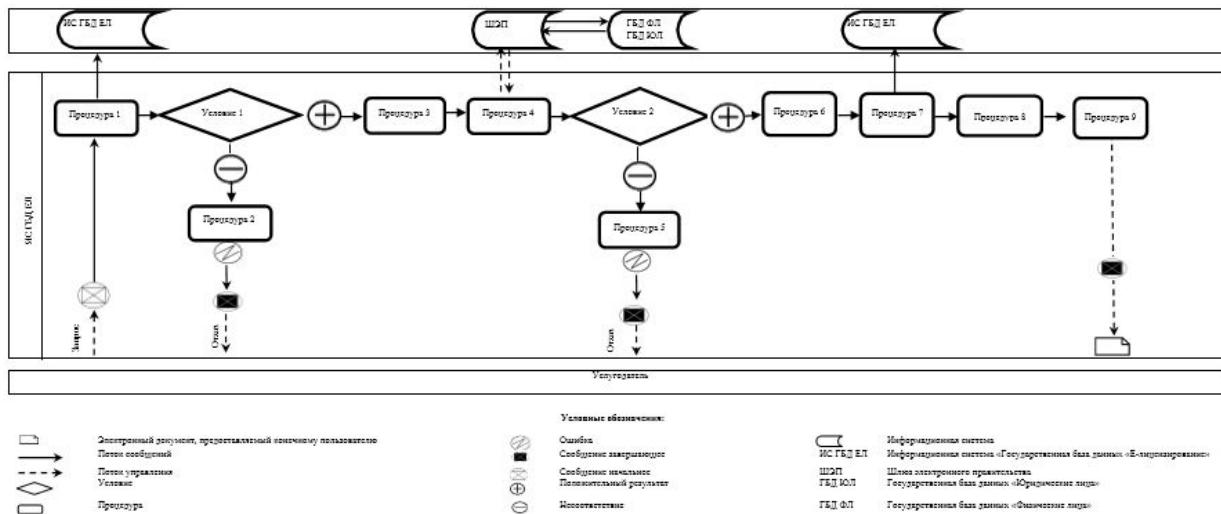 ИС ГБД ЕЛ
ШЭП
ГБД ФЛ
ГБД ЮЛ
ИС ГБД ЕЛ
ИС ГБД ЕЛ
Процедура 1
Условие 1
Процедура 3
Процедура 4
Условие 2
Процедура 6
Процедура 7
Процедура 8
Процедура 9
Процедура 2
Процедура 5
Запрос
Отказ
Отказ
Услугодатель
Условные обозначения:
Электронный документ, предоставляемый конечному пользователю
Поток сообщений
Поток управления
Условие
Процедура
Ошибка
Сообщение завершающее
Сообщение начальное
Положительный результат
Несоответствие
Информационная система
ИС ГБД ЕЛ Информационная система «Государственная база данных «Е-лицензирование»
ШЭП Шлюз электронного правительства
ГБД ЮЛ Государственная база данных «Юридические лица»
ГБД ФЛ Государственная база данных «Физические лица»